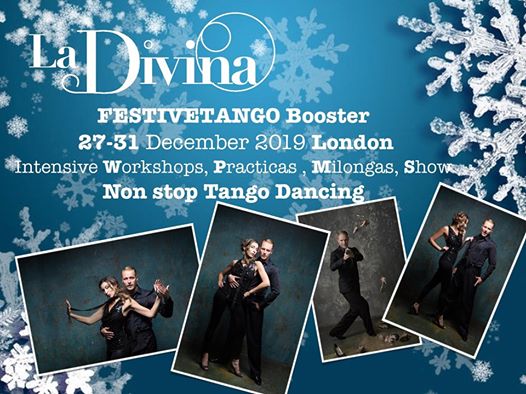 La Divina
FESTIVETANGO Booster
27-31 December 2019 London
Intensive Workshops, Practicas , Milongas, Show
Non stop Tango Dancing